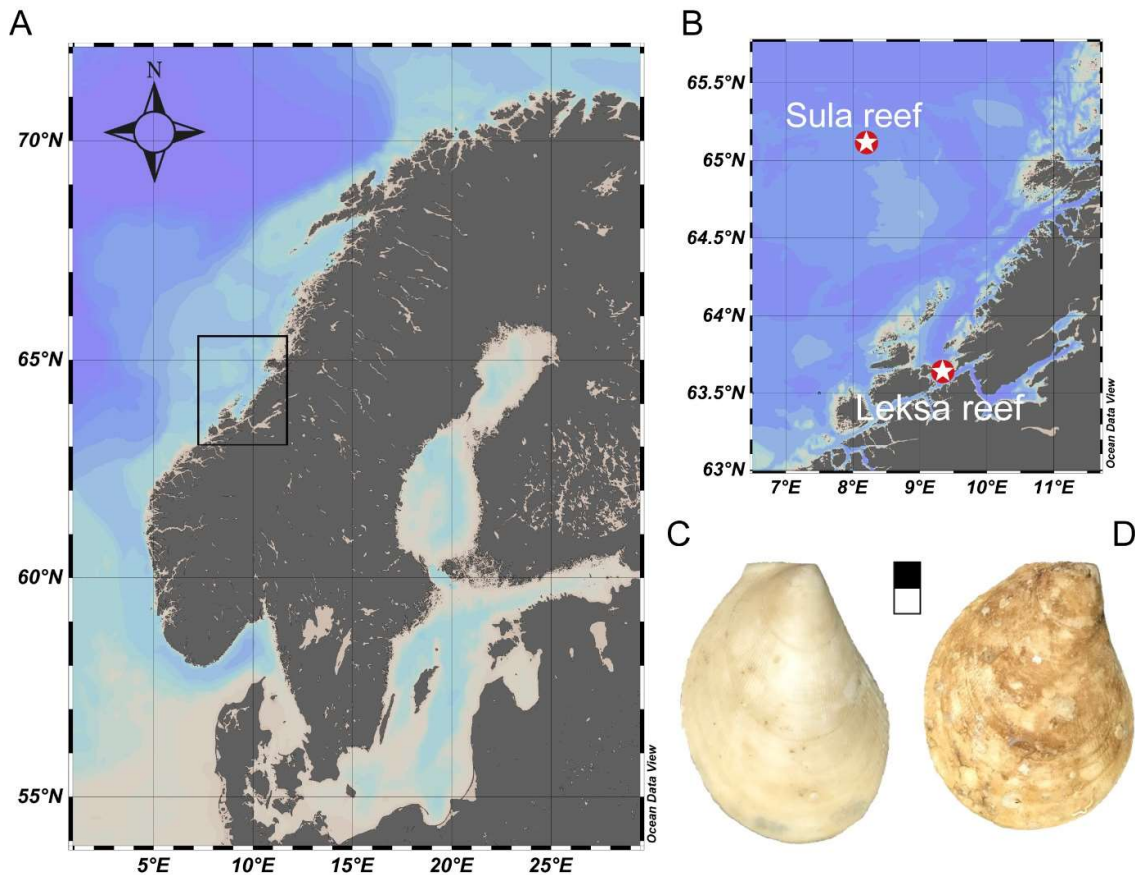 A
N
70°N
65°N
60°N
55°N
5°E 10°E 15°E 20°E 25°E
Ocean Data View
B
65.5°N
Sula reef
65°N
64.5°N
64°N
63.5°N
Leksa reef
63°N
7°E 8°E 9°E 10°E 11°E
Ocean Data View
C
D